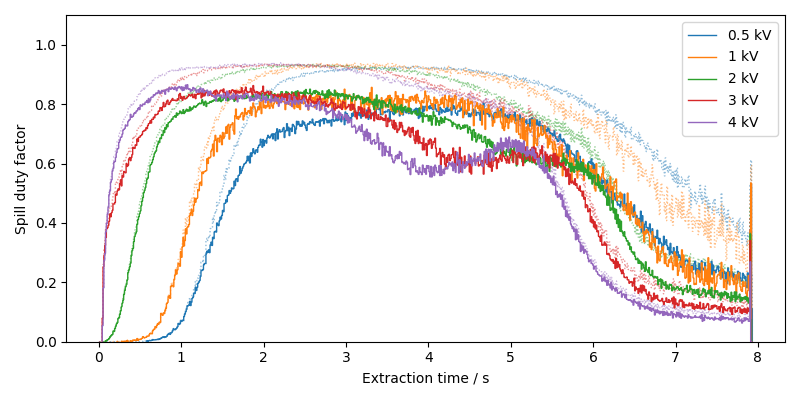 0.5 kV
1 kV
2 kV
3 kV
4 kV
Spill duty factor
1.0
0.8
0.6
0.4
0.2
0.0
0 1 2 3 4 5 6 7 8
Extraction time / s